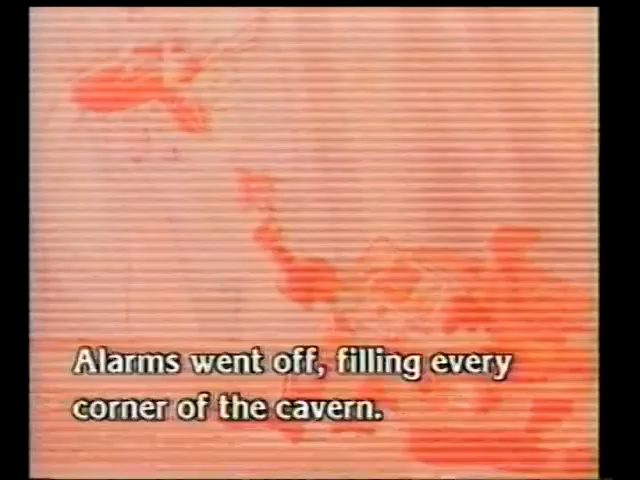 Alarms went off, filling every
corner of the cavern.